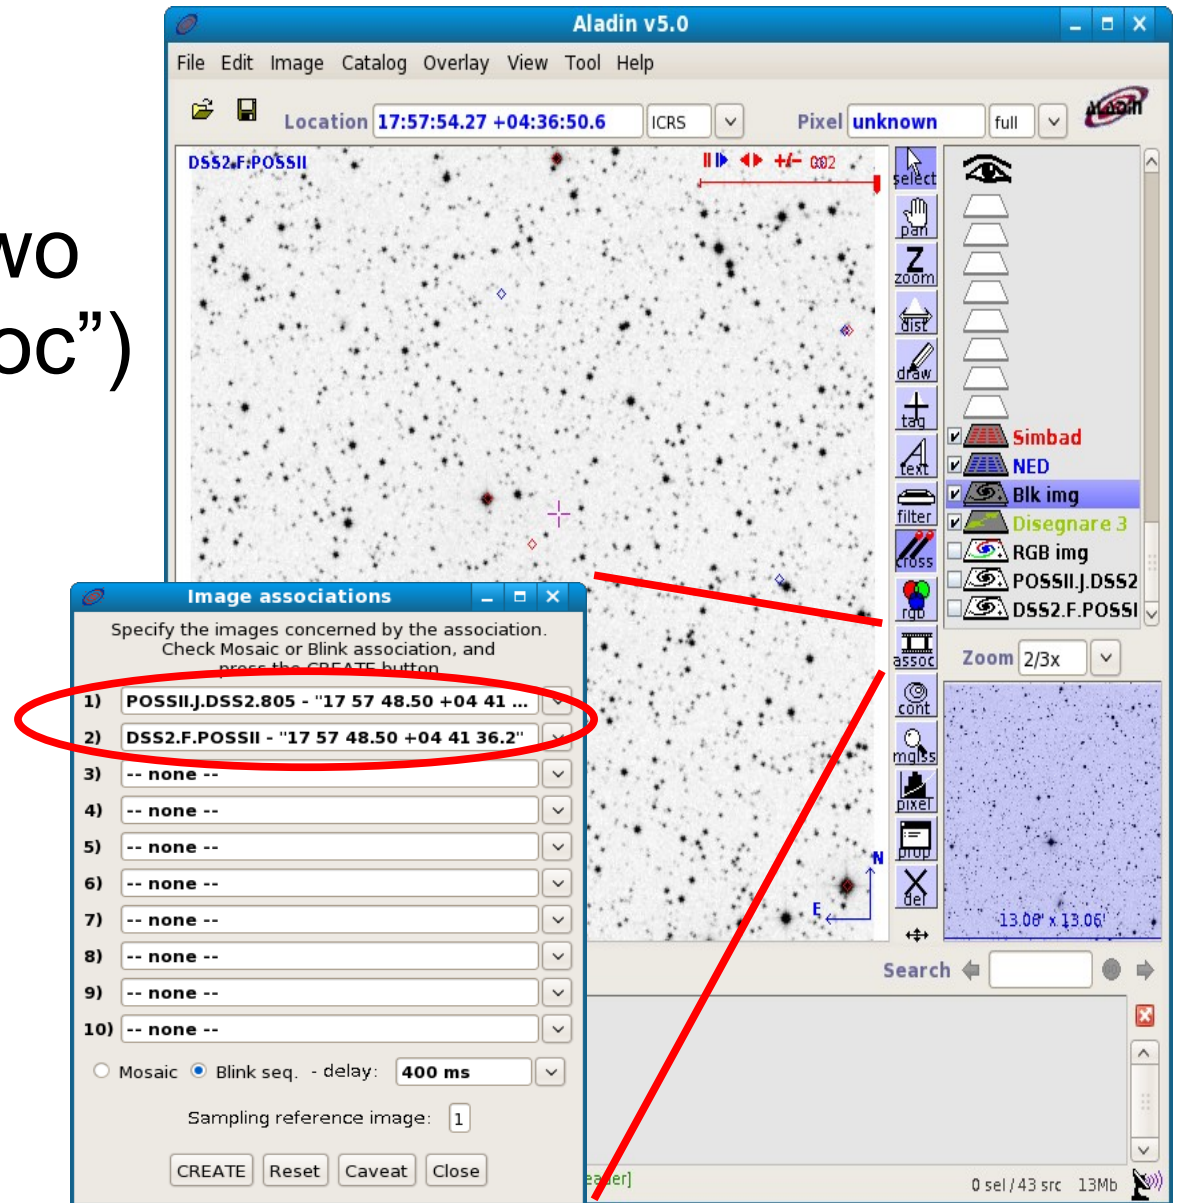 Aladin v5.0
File Edit Image Catalog Overlay View Tool Help
Location 17:57:54.27 +04:36:50.6 ICRS Pixel unknown full Aladin
DSS2.F.POSSII
+/-
wo
oc”)
select
pan
zoom
dist
draw
tag
text
filter
cross
rgb
assoc
cont
mglss
pixel
prop
del
Simbad
NED
Blk img
Disegnare 3
RGB img
POSSII.J.DSS2
DSS2.F.POSSI
Zoom 2/3x
13.06' x 13.06'
N
E
Search
Image associations
Specify the images concerned by the association.
Check Mosaic or Blink association, and
press the CREATE button
1) POSSII.J.DSS2.805 - "17 57 48.50 +04 41 ...
2) DSS2.F.POSSII - "17 57 48.50 +04 41 36.2"
3) -- none --
4) -- none --
5) -- none --
6) -- none --
7) -- none --
8) -- none --
9) -- none --
10) -- none --
Mosaic Blink seq. - delay: 400 ms
Sampling reference image: 1
CREATE Reset Caveat Close
0 sel / 43 src 13Mb